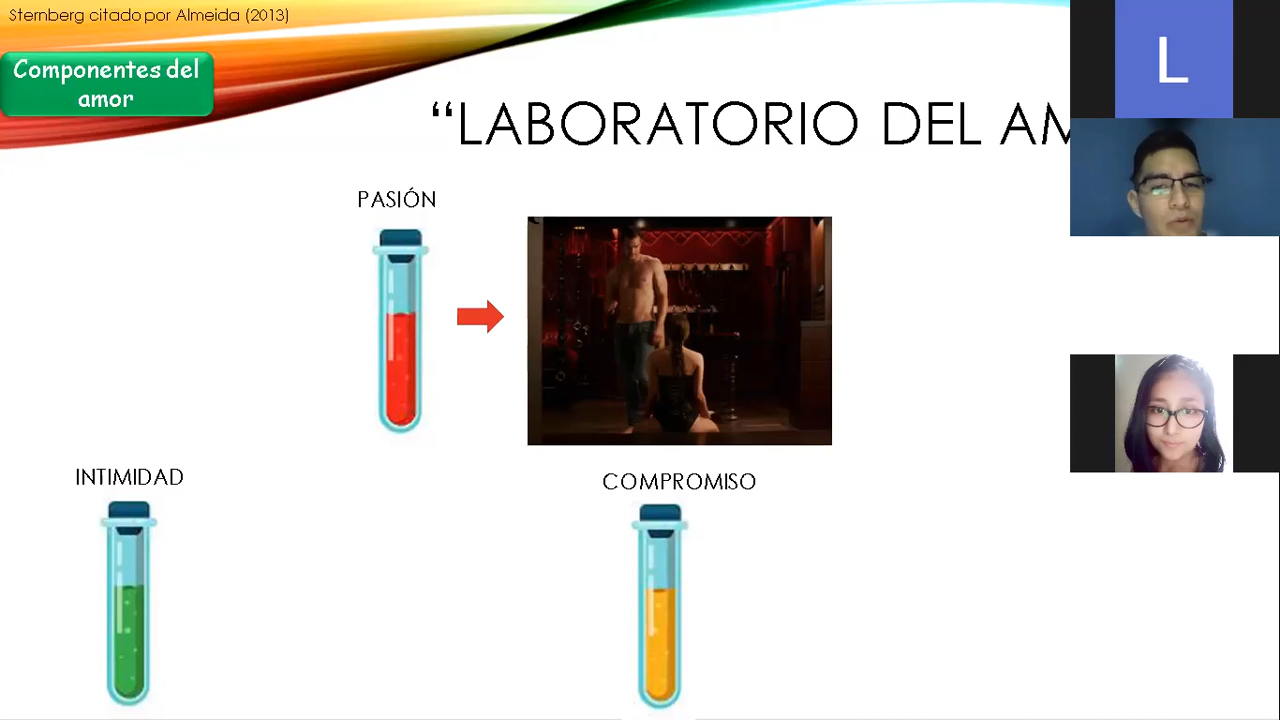 Sternberg citado por Almeida (2013)
Componentes del
amor
“LABORATORIO DEL AM
L
PASIÓN
INTIMIDAD
COMPROMISO